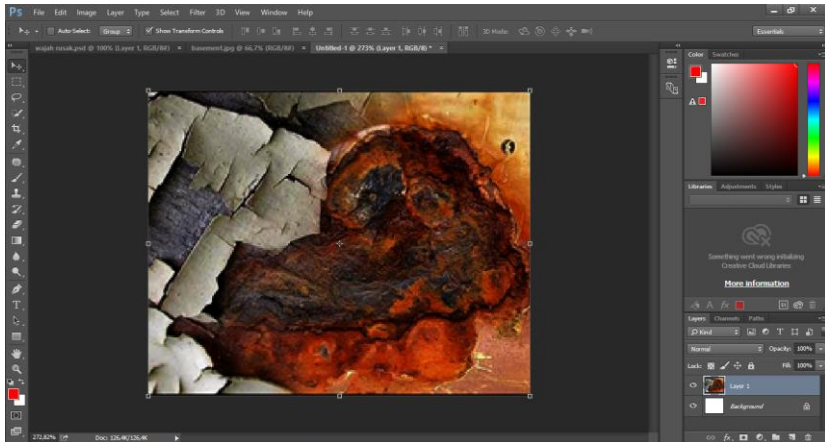 Ps File Edit Image Layer Type Select Filter 3D View Window Help
Auto-Select: Group Show Transform Controls 3D Mode: Essentials
wajah rusak.psd @ 100% (Layer 1, RGB/8#) × basement.jpg @ 66,7% (RGB/8#) × Untitled-1 @ 273% (Layer 1, RGB/8) * ×
Color Swatches
Libraries Adjustments Styles
Something went wrong initializing
Creative Cloud Libraries
More information
Layers Channels Paths
Kind
Normal Opacity: 100%
Lock: Fill: 100%
Layer 1
Background
272,82% Doc: 126,4K/126,4K